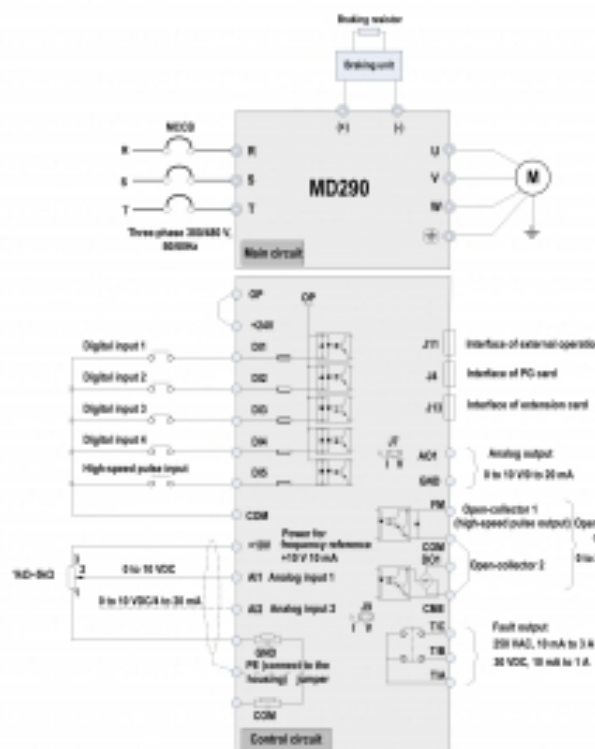 Braking resistor
Braking unit
(+) (-)
MCCB
R R U
S S V M
T T MD290 W
Three phase 380/480 V,
50/60Hz
Main circuit
OP OP
+24V
Digital input 1 DI1 J11 Interface of external operation
Digital input 2 DI2 J4 Interface of PG card
Digital input 3 DI3 J13 Interface of extension card
Digital input 4 DI4 AO1 Analog output
High-speed pulse input DI5 GND 0 to 10 V/0 to 20 mA
COM FM Open-collector 1
(high-speed pulse output)
+10V Power for
frequency reference
+10 V 10 mA
COM
DO1 Open-collector 2
0 to 10 VDC AI1 Analog input 1
0 to 10 VDC/4 to 20 mA AI2 Analog input 2 CME
GND T/C Fault output
PE (connect to the
housing) jumper
T/B 250 VAC, 10 mA to 3 A
T/A 30 VDC, 10 mA to 1 A
COM
Control circuit